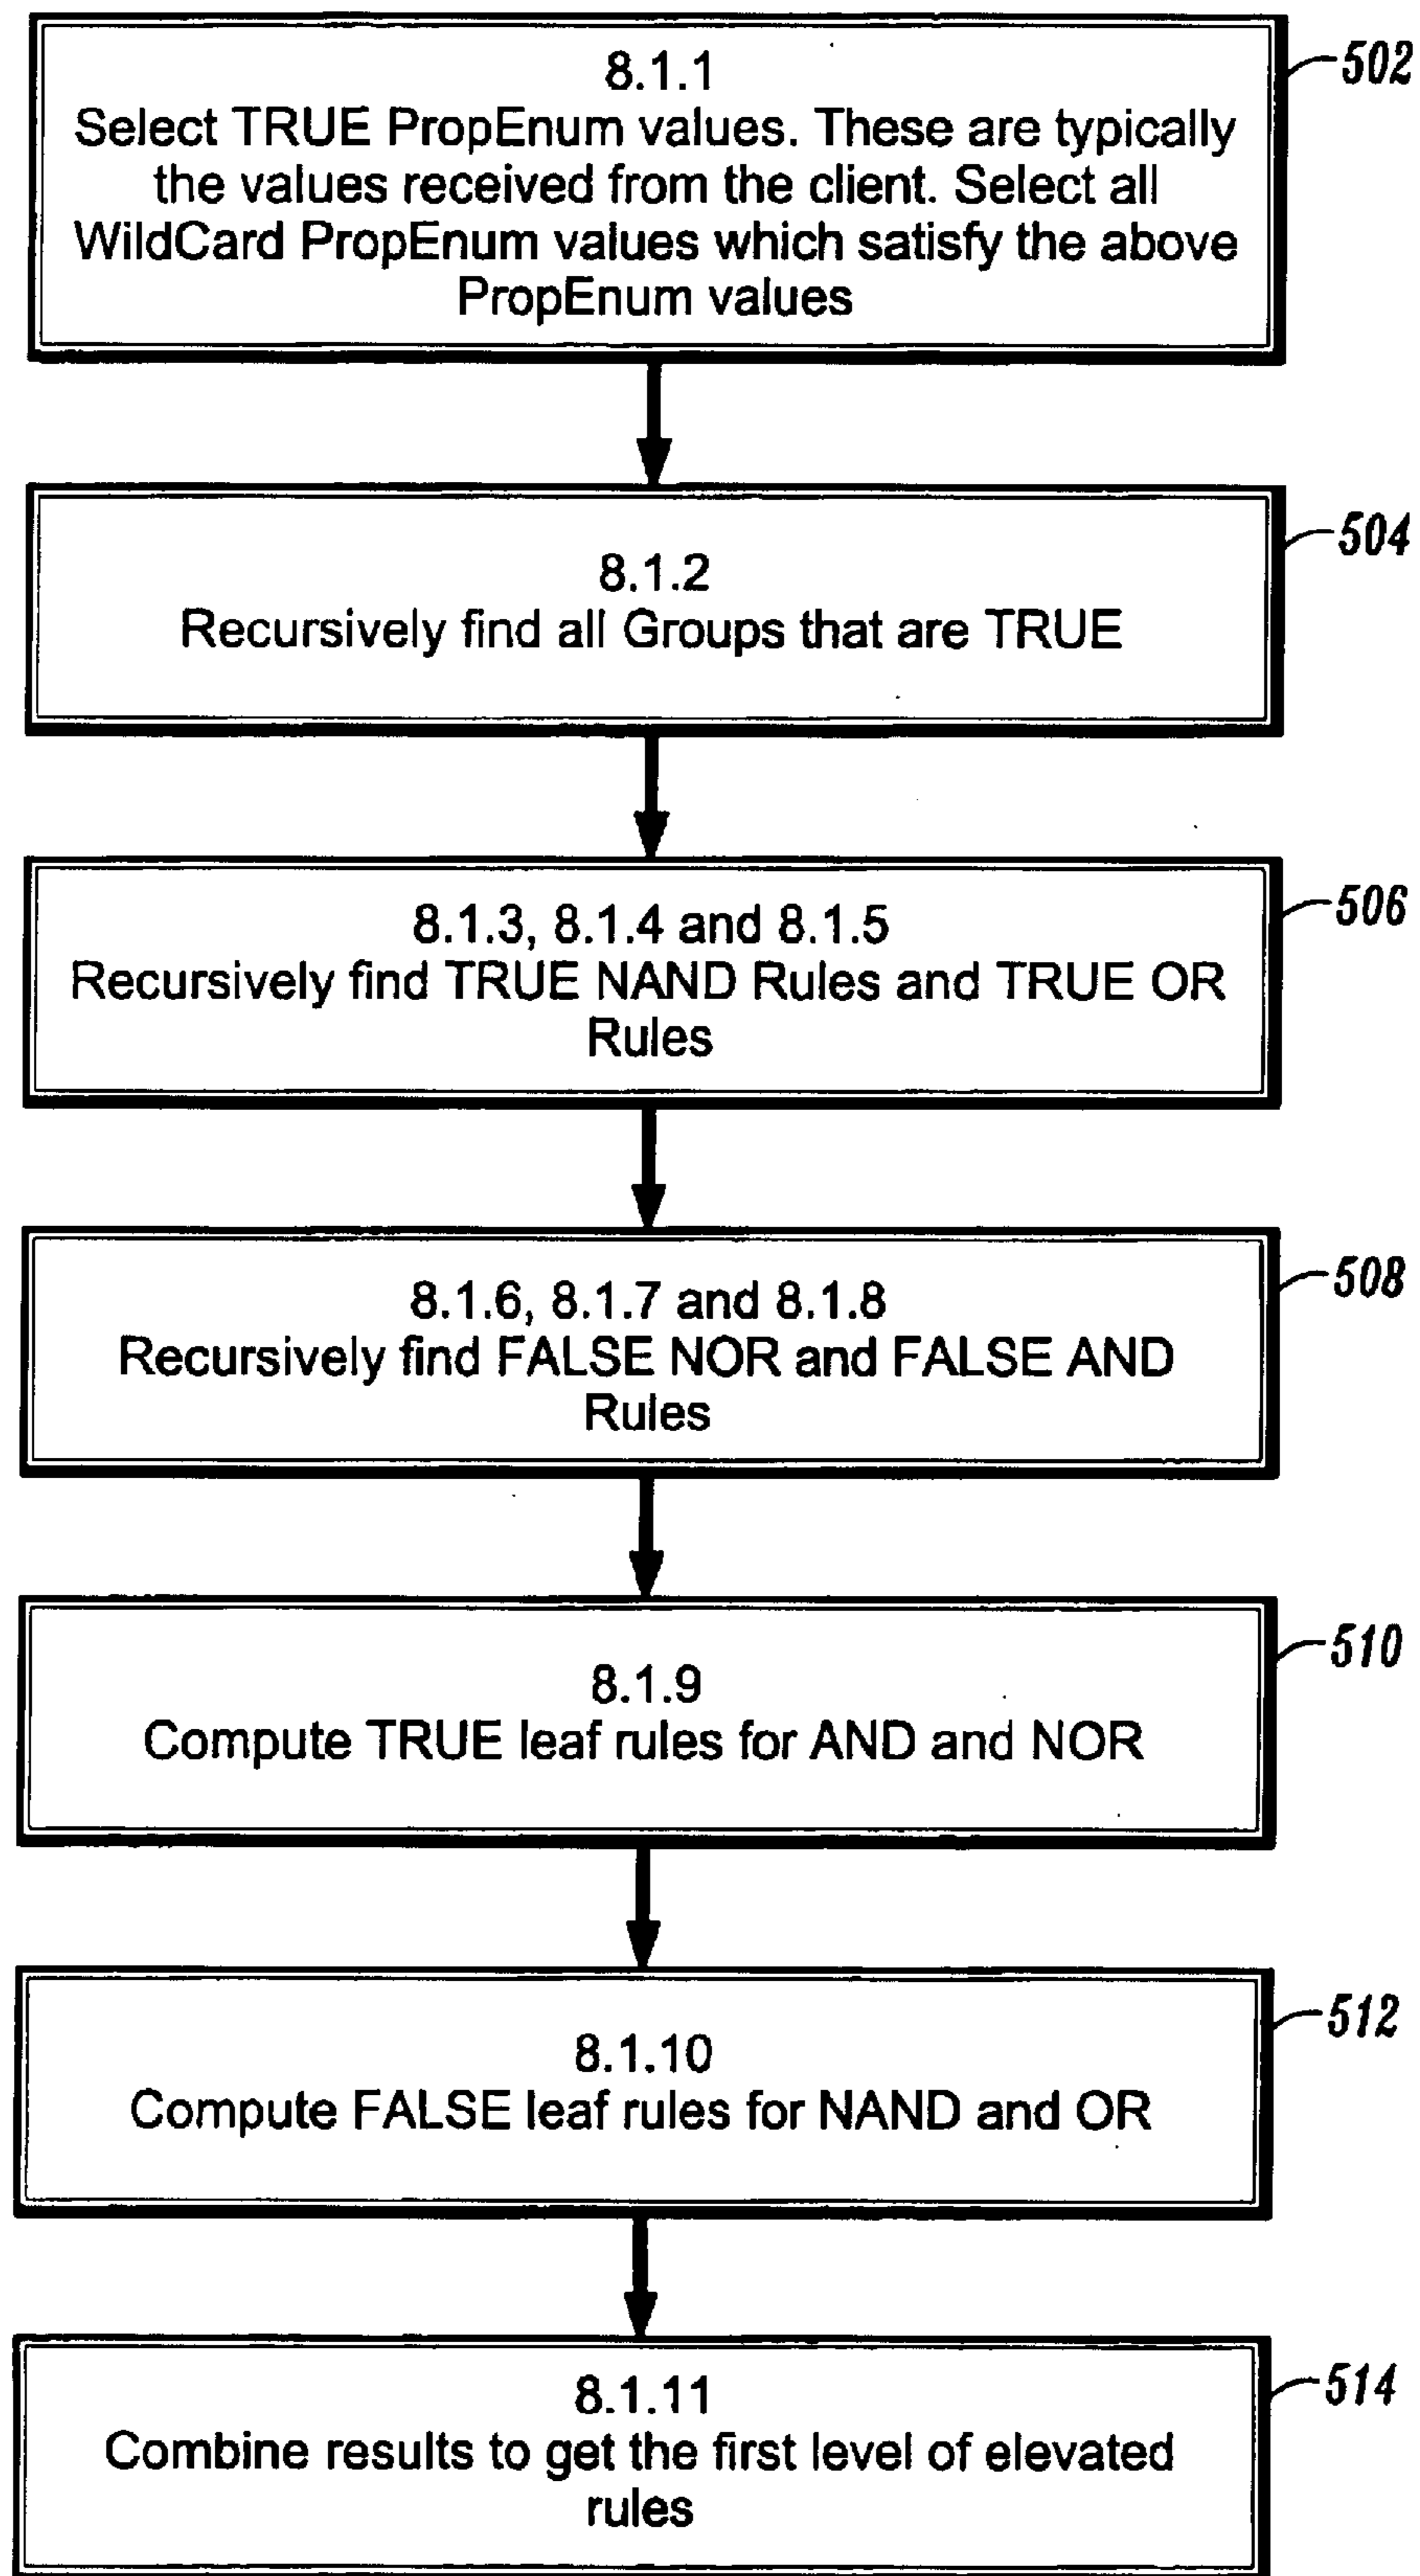 8.1.1
Select TRUE PropEnum values. These are typically
the values received from the client. Select all
WildCard PropEnum values which satisfy the above
PropEnum values
502
8.1.2
Recursively find all Groups that are TRUE
504
8.1.3, 8.1.4 and 8.1.5
Recursively find TRUE NAND Rules and TRUE OR
Rules
506
8.1.6, 8.1.7 and 8.1.8
Recursively find FALSE NOR and FALSE AND
Rules
508
8.1.9
Compute TRUE leaf rules for AND and NOR
510
8.1.10
Compute FALSE leaf rules for NAND and OR
512
8.1.11
Combine results to get the first level of elevated
rules
514